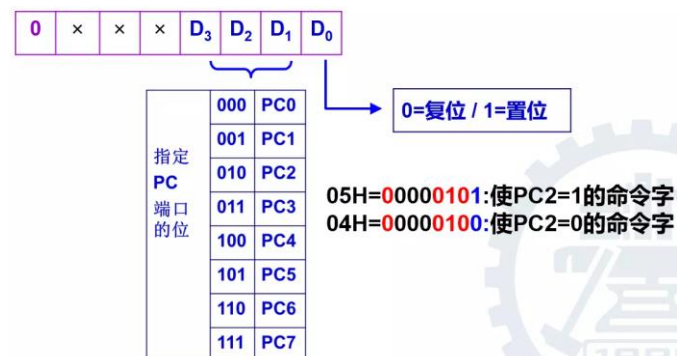 0 × × × D₃ D₂ D₁ D₀
0=复位 / 1=置位
指定
PC
端口
的位
000 PC0
001 PC1
010 PC2
011 PC3
100 PC4
101 PC5
110 PC6
111 PC7
05H=00000101:使PC2=1的命令字
04H=00000100:使PC2=0的命令字